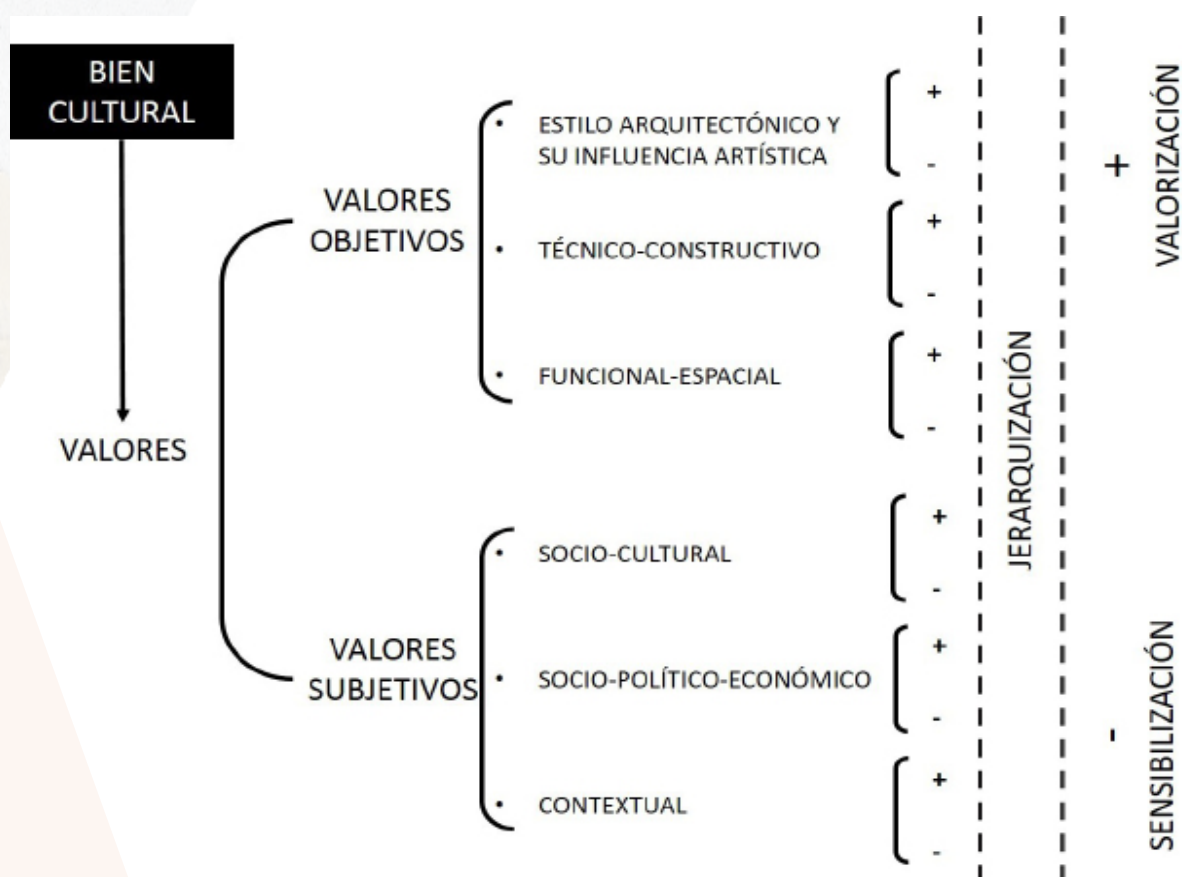 BIEN
CULTURAL
VALORES
VALORES
OBJETIVOS
• ESTILO ARQUITECTÓNICO Y
SU INFLUENCIA ARTÍSTICA
+
-
• TÉCNICO-CONSTRUCTIVO
+
-
• FUNCIONAL-ESPACIAL
+
-
VALORES
SUBJETIVOS
• SOCIO-CULTURAL
+
-
• SOCIO-POLÍTICO-ECONÓMICO
+
-
• CONTEXTUAL
+
-
JERARQUIZACIÓN
+
VALORIZACIÓN
-
SENSIBILIZACIÓN